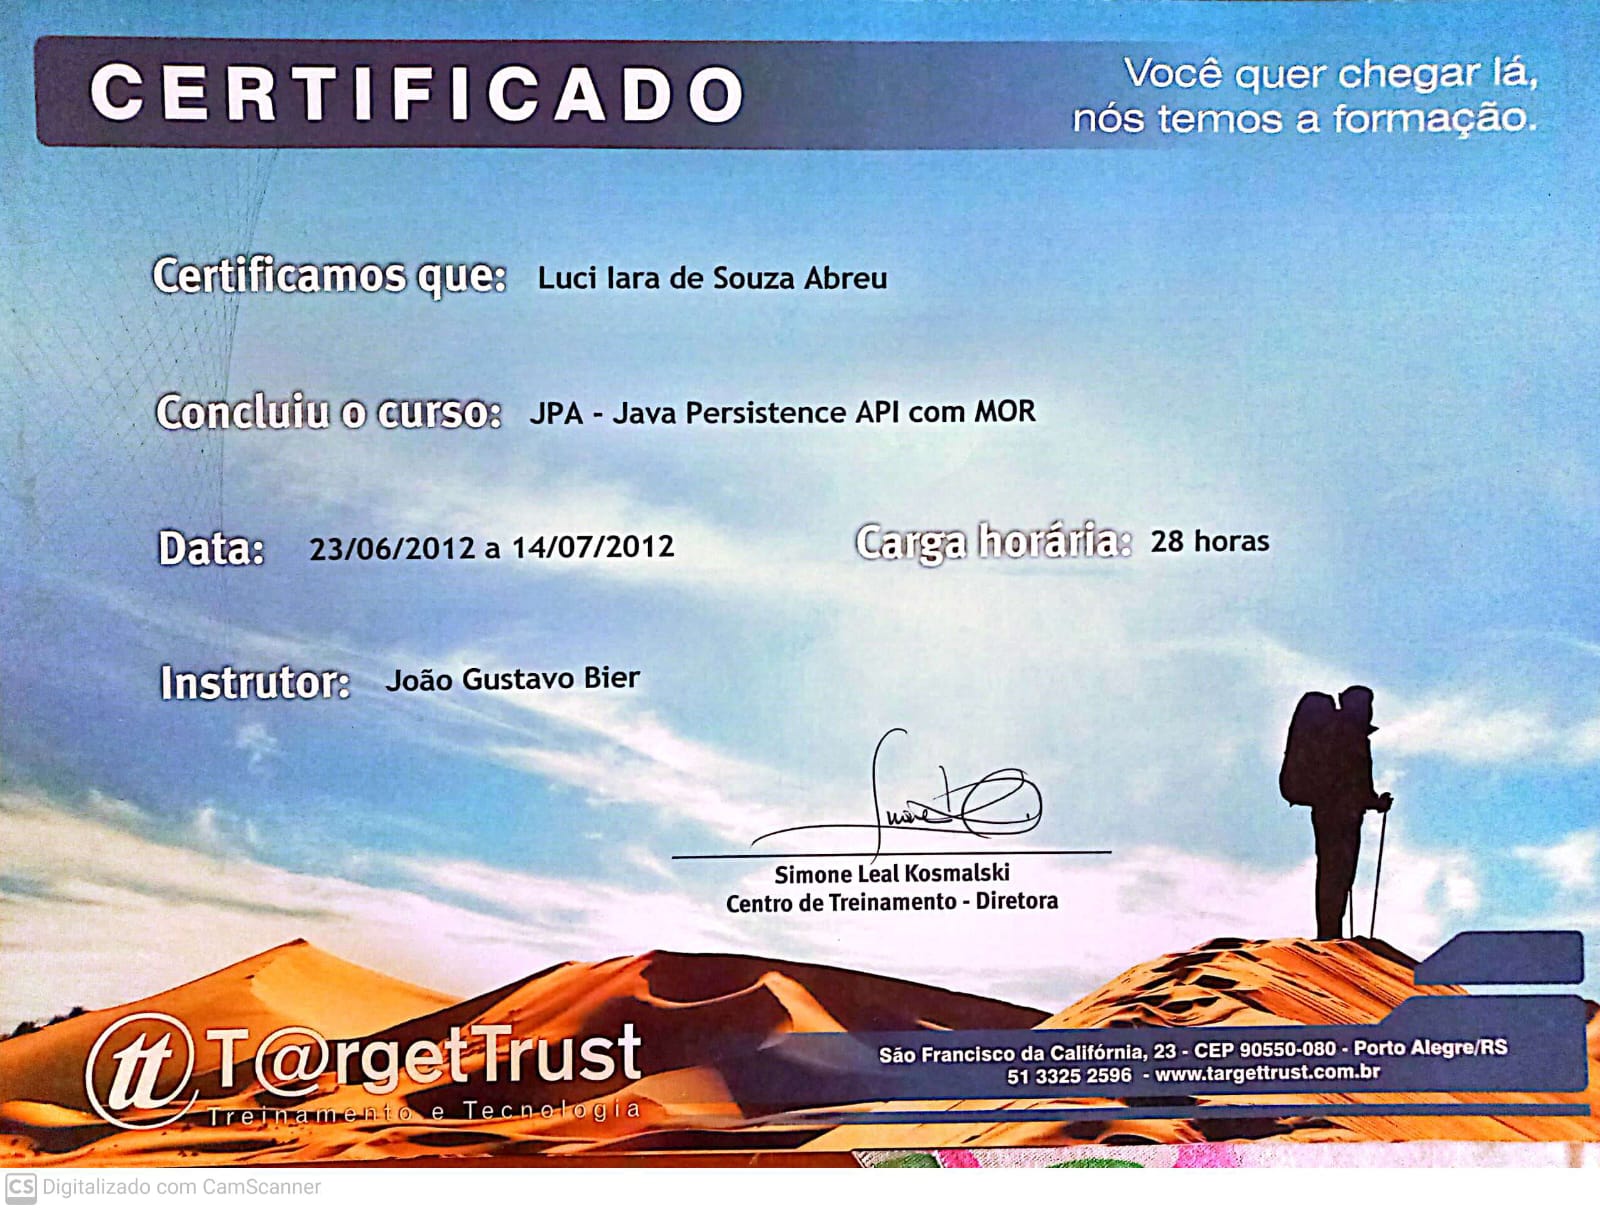 CERTIFICADO
Você quer chegar lá,
nós temos a formação.
Certificamos que: Luci Iara de Souza Abreu
Concluiu o curso: JPA - Java Persistence API com MOR
Data: 23/06/2012 a 14/07/2012 Carga horária: 28 horas
Instrutor: João Gustavo Bier
Simone Leal Kosmalski
Centro de Treinamento - Diretora
tt T@rgetTrust
Treinamento e Tecnologia
São Francisco da Califórnia, 23 - CEP 90550-080 - Porto Alegre/RS
51 3325 2596 - www.targettrust.com.br
CS Digitalizado com CamScanner